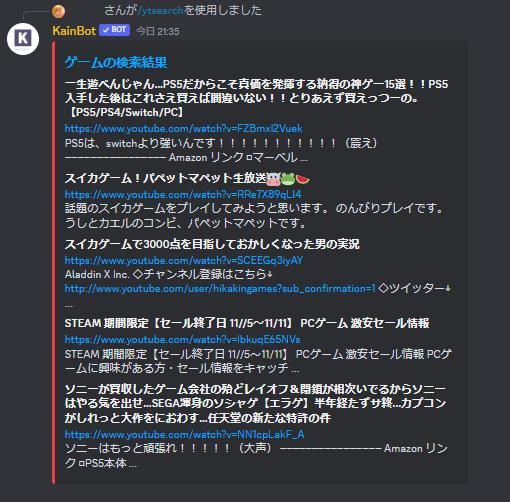 さんが/ytsearchを使用しました
K
KainBot ✓ BOT 今日 21:35
ゲームの検索結果
一生遊べんじゃん…PS5だからこそ真価を発揮する納得の神ゲー15選！！PS5
入手した後はこれさえ買えば間違いない！！とりあえず買えっつーの。
【PS5/PS4/Switch/PC】
https://www.youtube.com/watch?v=FZBmxl2Vuek
PS5は、switchより強いんです！！！！！！！！！！！（震え）
---------------- Amazon リンク ロマーベル ...
スイカゲーム！パペットマペット生放送🐮🐸🍉
https://www.youtube.com/watch?v=RRe7X89qLl4
話題のスイカゲームをプレイしてみようと思います。 のんびりプレイです。
うしとカエルのコンビ、パペットマペットです。
スイカゲームで3000点を目指しておかしくなった男の実況
https://www.youtube.com/watch?v=SCEEGq3iyAY
Aladdin X Inc. ◇チャンネル登録はこちら↓
http://www.youtube.com/user/hikakingames?sub_confirmation=1 ◇ツイッター↓
...
STEAM 期間限定【セール終了日 11//5～11/11】 PCゲーム 激安セール情報
https://www.youtube.com/watch?v=lbkuqE65NVs
STEAM 期間限定【セール終了日 11//5～11/11】 PCゲーム 激安セール情報 PCゲ
ームに興味がある方・セール情報をキャッチ ...
ソニーが買収したゲーム会社の殆どレイオフ＆閉鎖が相次いでるからソニー
はやる気を出せ…SEGA渾身のソシャゲ【エラゲ】半年経たずサ終…カプコン
がしれっと大作をにおわす…任天堂の新たな特許の件
https://www.youtube.com/watch?v=NN1cpLakF_A
ソニーはもっと頑張れ！！！！！（大声） ---------------- Amazon リン
ク ロPS5本体 ...